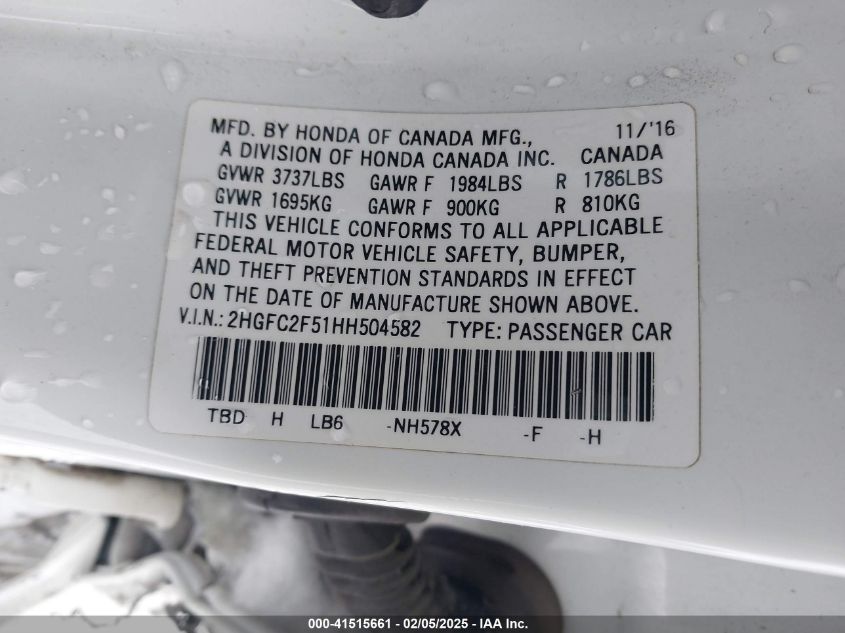 MFD. BY HONDA OF CANADA MFG., 11/'16
A DIVISION OF HONDA CANADA INC. CANADA
GVWR 3737LBS GAWR F 1984LBS R 1786LBS
GVWR 1695KG GAWR F 900KG R 810KG
THIS VEHICLE CONFORMS TO ALL APPLICABLE
FEDERAL MOTOR VEHICLE SAFETY, BUMPER,
AND THEFT PREVENTION STANDARDS IN EFFECT
ON THE DATE OF MANUFACTURE SHOWN ABOVE.
V.I.N.: 2HGFC2F51HH504582 TYPE: PASSENGER CAR
TBD H LB6 -NH578X -F -H
000-41515661 - 02/05/2025 - IAA Inc.